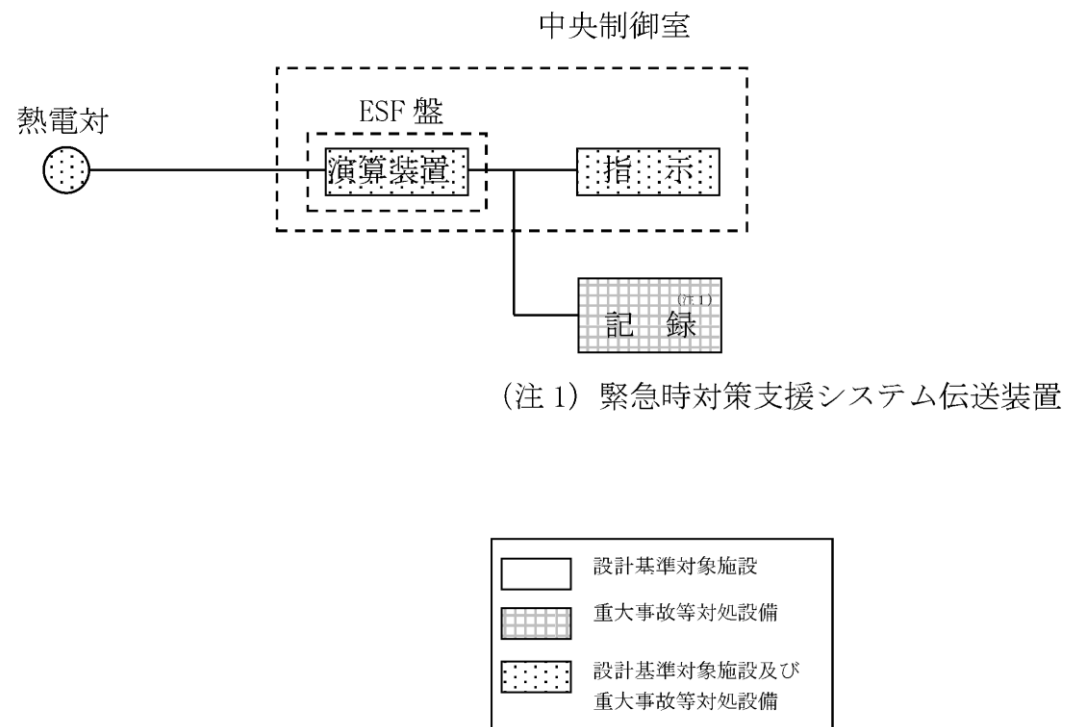 中央制御室
熱電対
ESF 盤
演算装置
指 示
(注 1)
記 録
(注 1) 緊急時対策支援システム伝送装置
設計基準対象施設
重大事故等対処設備
設計基準対象施設及び
重大事故等対処設備